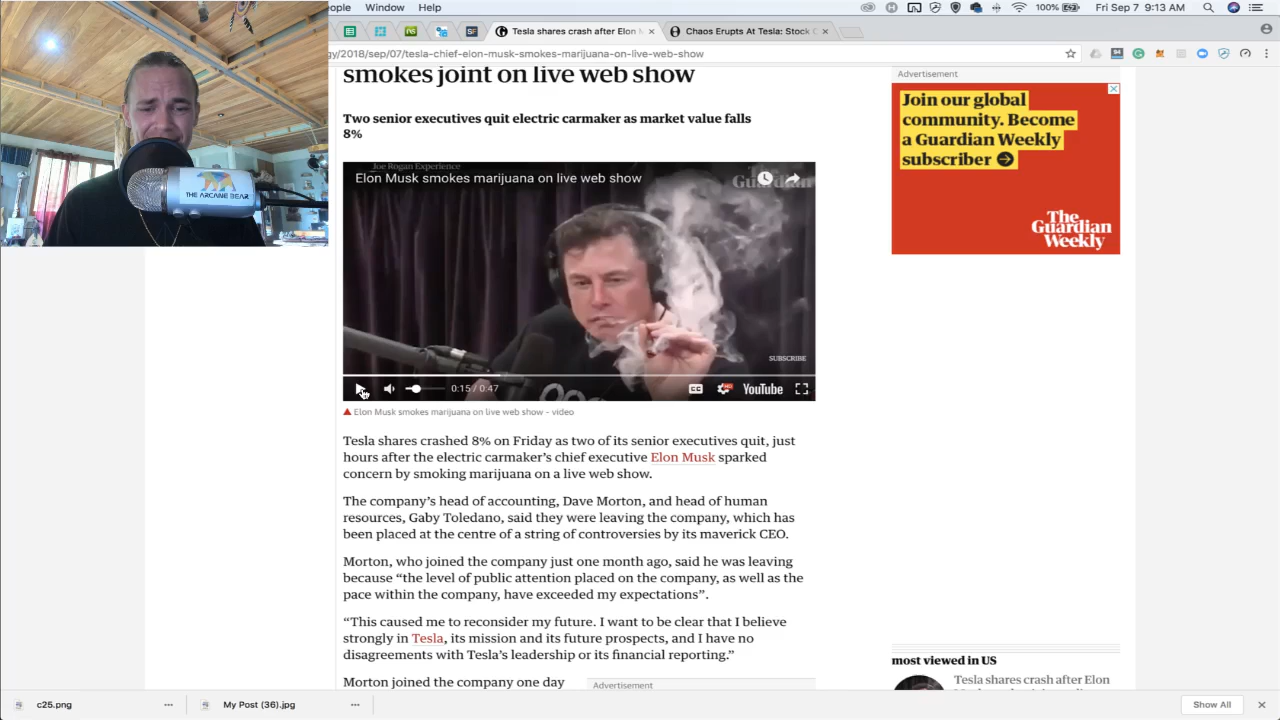 eople Window Help
100% Fri Sep 7 9:13 AM
Tesla shares crash after Elon M
Chaos Erupts At Tesla: Stock C
gy/2018/sep/07/tesla-chief-elon-musk-smokes-marijuana-on-live-web-show
smokes joint on live web show
Two senior executives quit electric carmaker as market value falls
8%
Joe Rogan Experience
Elon Musk smokes marijuana on live web show
Guardian
SUBSCRIBE
0:15 / 0:47
CC
HD
YouTube
Elon Musk smokes marijuana on live web show - video
Tesla shares crashed 8% on Friday as two of its senior executives quit, just
hours after the electric carmaker's chief executive Elon Musk sparked
concern by smoking marijuana on a live web show.
The company's head of accounting, Dave Morton, and head of human
resources, Gaby Toledano, said they were leaving the company, which has
been placed at the centre of a string of controversies by its maverick CEO.
Morton, who joined the company just one month ago, said he was leaving
because “the level of public attention placed on the company, as well as the
pace within the company, have exceeded my expectations”.
“This caused me to reconsider my future. I want to be clear that I believe
strongly in Tesla, its mission and its future prospects, and I have no
disagreements with Tesla's leadership or its financial reporting.”
Morton joined the company one day
Advertisement
Advertisement
Join our global
community. Become
a Guardian Weekly
subscriber
The
Guardian
Weekly
most viewed in US
Tesla shares crash after Elon
THE ARCANE BEAR
c25.png
My Post (36).jpg
Show All